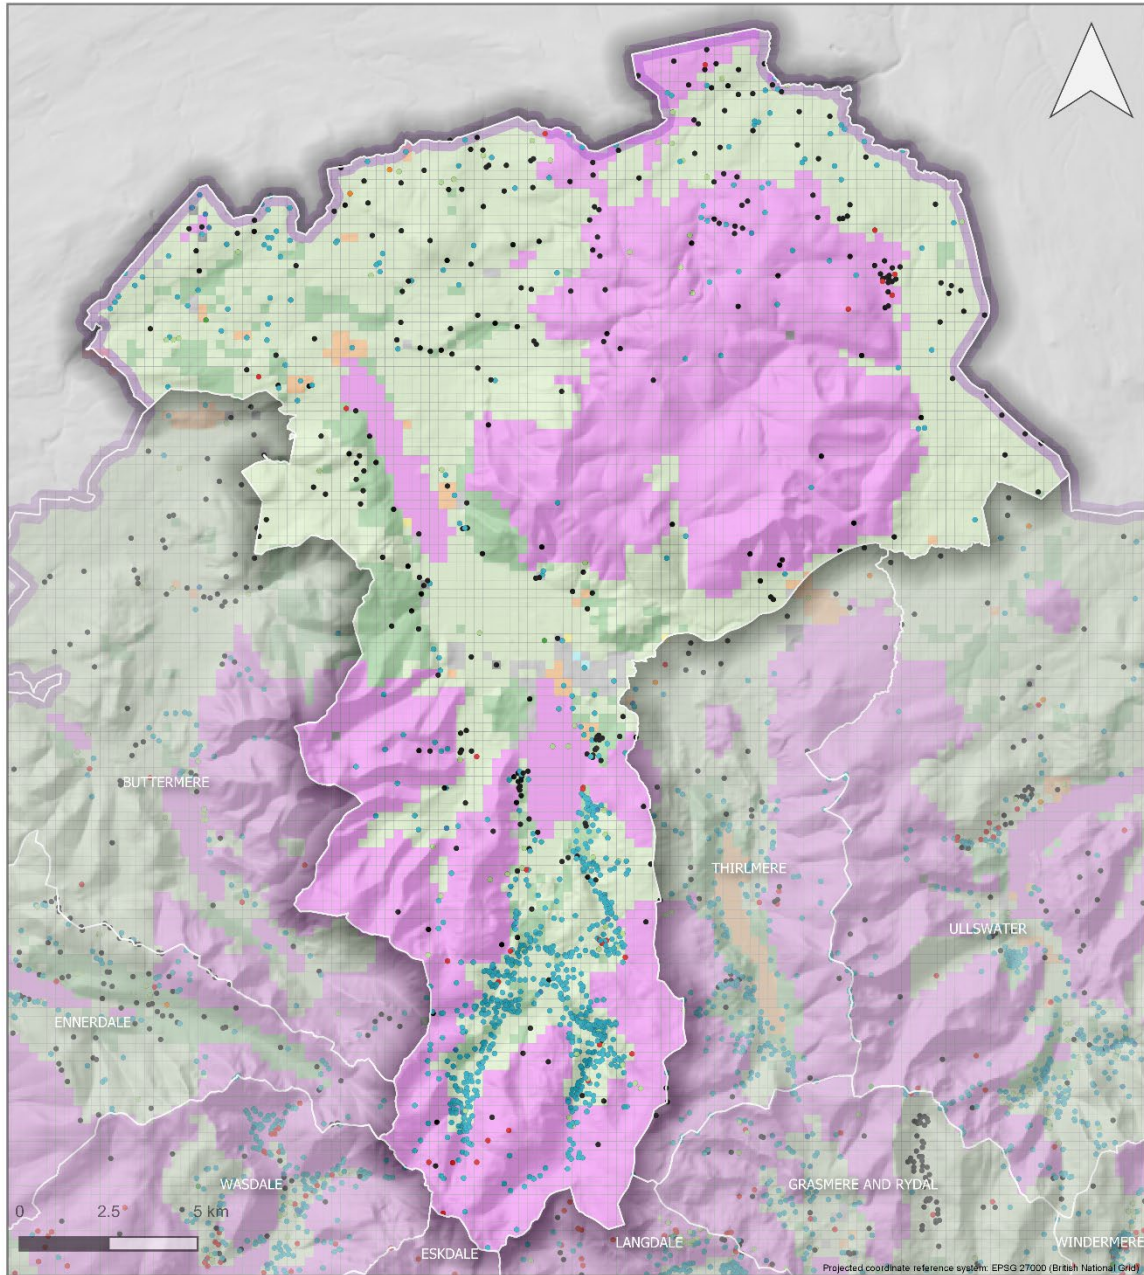 BUTTERMERE
THIRLMERE
ULLSWATER
ENNERDALE
WASDALE
GRASMERE AND RYDAL
0 2.5 5 km
ESKDALE
LANGDALE
WINDERMERE
Projected coordinate reference system: EPSG 27000 (British National Grid)